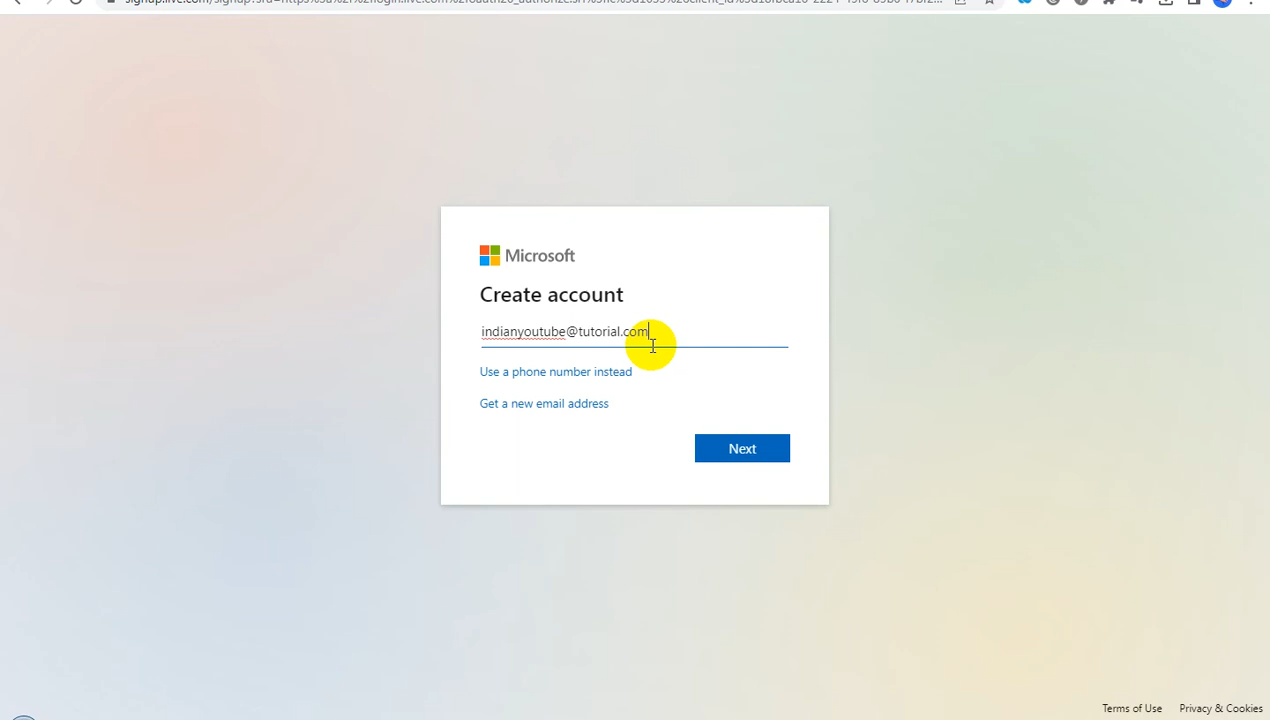 Microsoft
Create account
indianyoutube@tutorial.com
Use a phone number instead
Get a new email address
Next
Terms of Use Privacy & Cookies